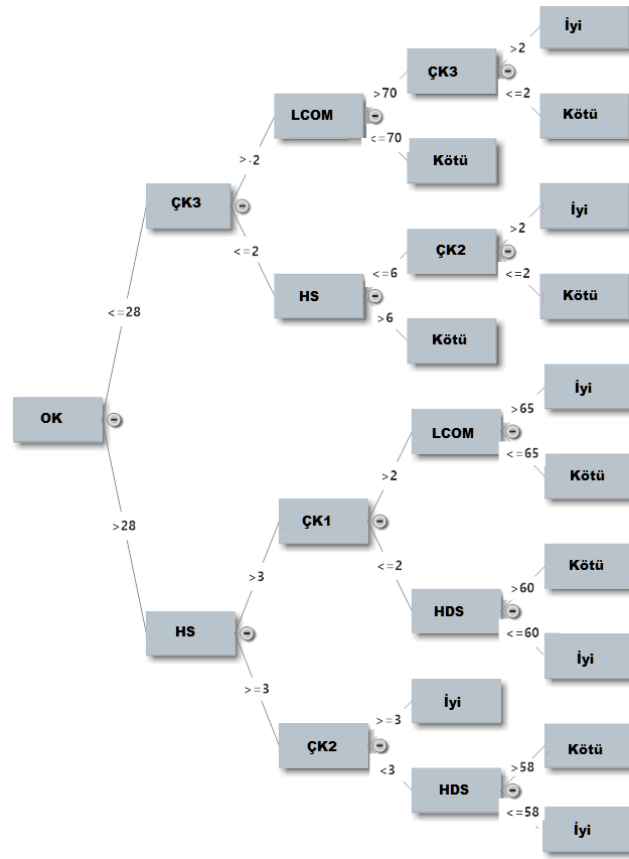 İyi
>2
ÇK3
>70
<=2
LCOM
Kötü
<=70
Kötü
>.2
ÇK3
İyi
>2
ÇK2
<=2
<=6
<=2
HS
Kötü
>6
<=28
Kötü
İyi
>65
OK
LCOM
<=65
Kötü
>2
ÇK1
>28
Kötü
<=2
>60
>3
HDS
<=60
HS
İyi
>=3
>=3
İyi
ÇK2
Kötü
<3
>58
HDS
<=58
İyi